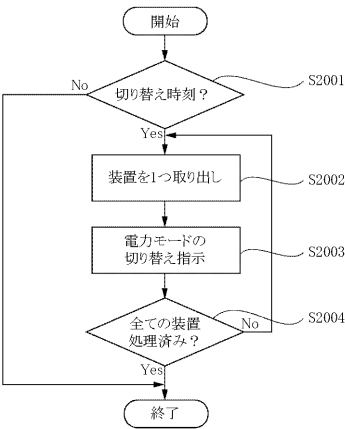 開始
No
切り替え時刻？
S2001
Yes
装置を1つ取り出し
S2002
電力モードの
切り替え指示
S2003
全ての装置
処理済み？
No
S2004
Yes
終了